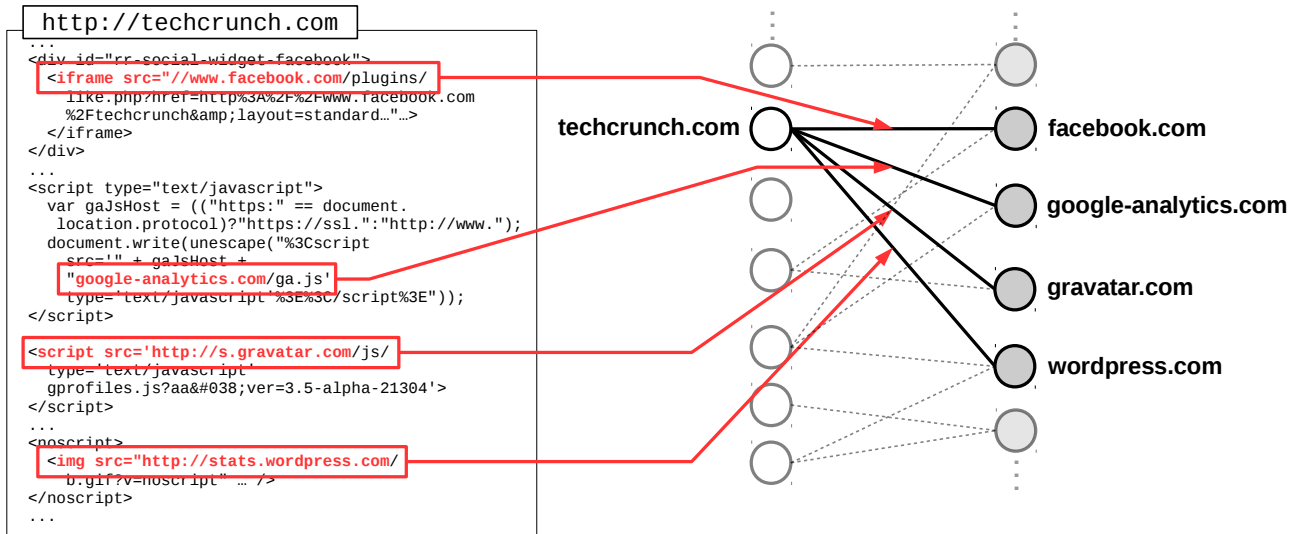 http://techcrunch.com
...
<div id="rr-social-widget-facebook">
<iframe src="//www.facebook.com/plugins/
like.php?href=http%3A%2F%2Fwww.facebook.com
%2Ftechcrunch&amp;layout=standard…"…>
</iframe>
</div>
...
<script type="text/javascript">
var gaJsHost = (("https:" == document.
location.protocol)?"https://ssl.":"http://www.");
document.write(unescape("%3Cscript
src='" + gaJsHost +
"google-analytics.com/ga.js'
type='text/javascript'%3E%3C/script%3E"));
</script>
<script src='http://s.gravatar.com/js/
type='text/javascript'
gprofiles.js?aa&#038;ver=3.5-alpha-21304'>
</script>
...
<noscript>
<img src="http://stats.wordpress.com/
b.gif?v=noscript" … />
</noscript>
...
techcrunch.com
facebook.com
google-analytics.com
gravatar.com
wordpress.com